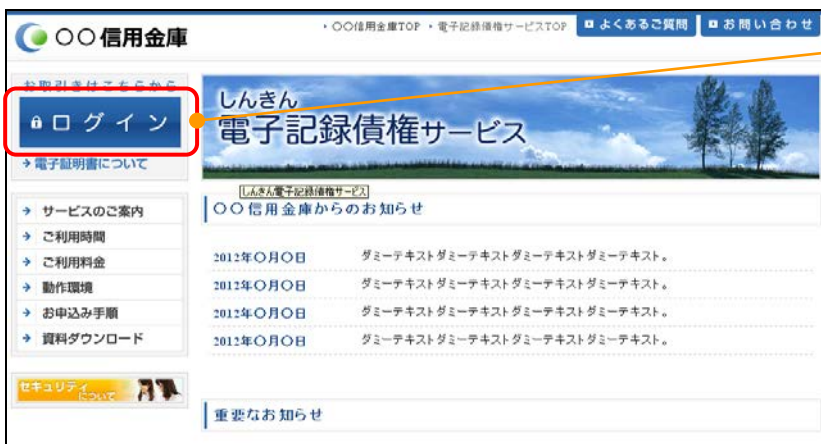 〇〇信用金庫
・〇〇信用金庫TOP ・電子記録債権サービスTOP
よくあるご質問
お問い合わせ
お取引きはこちらから
ログイン
電子証明書について
しんきん
電子記録債権サービス
しんきん電子記録債権サービス
サービスのご案内
ご利用時間
ご利用料金
動作環境
お申込み手順
資料ダウンロード
セキュリティ
について
〇〇信用金庫からのお知らせ
2012年〇月〇日 ダミーテキストダミーテキストダミーテキストダミーテキスト。
2012年〇月〇日 ダミーテキストダミーテキストダミーテキストダミーテキスト。
2012年〇月〇日 ダミーテキストダミーテキストダミーテキストダミーテキスト。
2012年〇月〇日 ダミーテキストダミーテキストダミーテキストダミーテキスト。
重要なお知らせ